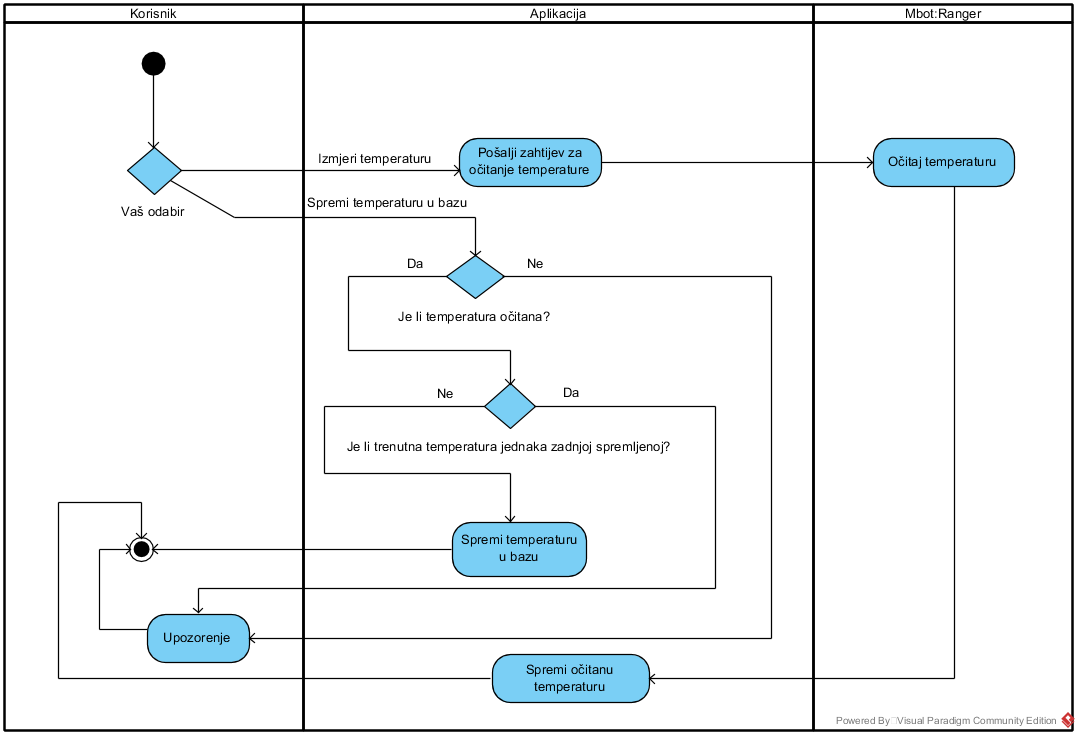 Korisnik
Aplikacija
Mbot:Ranger
Izmjeri temperaturu
Pošalji zahtijev za
očitanje temperature
Očitaj temperaturu
Vaš odabir
Spremi temperaturu u bazu
Da
Ne
Je li temperatura očitana?
Ne
Da
Je li trenutna temperatura jednaka zadnjoj spremljenoj?
Spremi temperaturu
u bazu
Upozorenje
Spremi očitanu
temperaturu
Powered By Visual Paradigm Community Edition